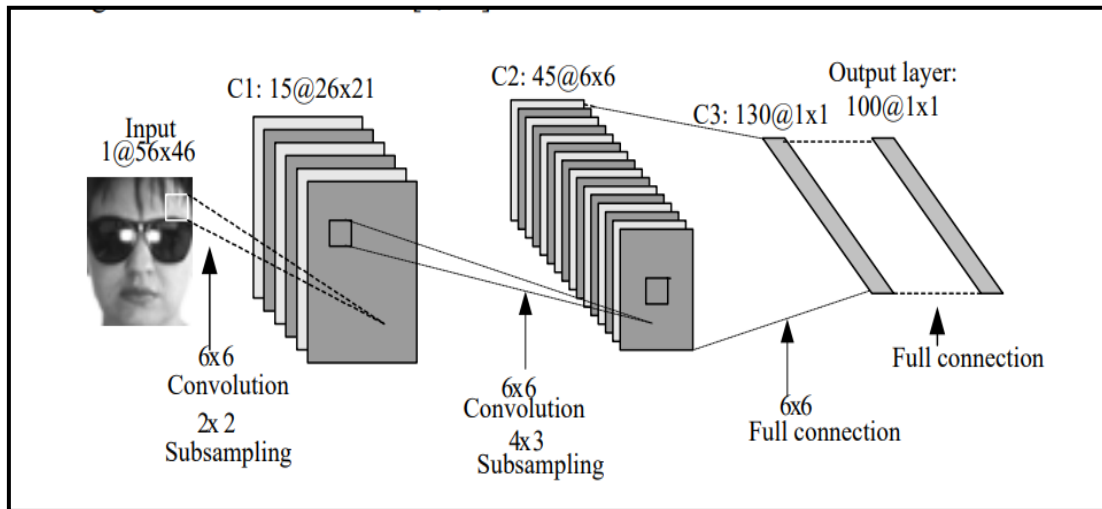 Input
1@56x46
C1: 15@26x21
C2: 45@6x6
C3: 130@1x1
Output layer:
100@1x1
6x6
Convolution
2x 2
Subsampling
6x6
Convolution
4x3
Subsampling
6x6
Full connection
Full connection